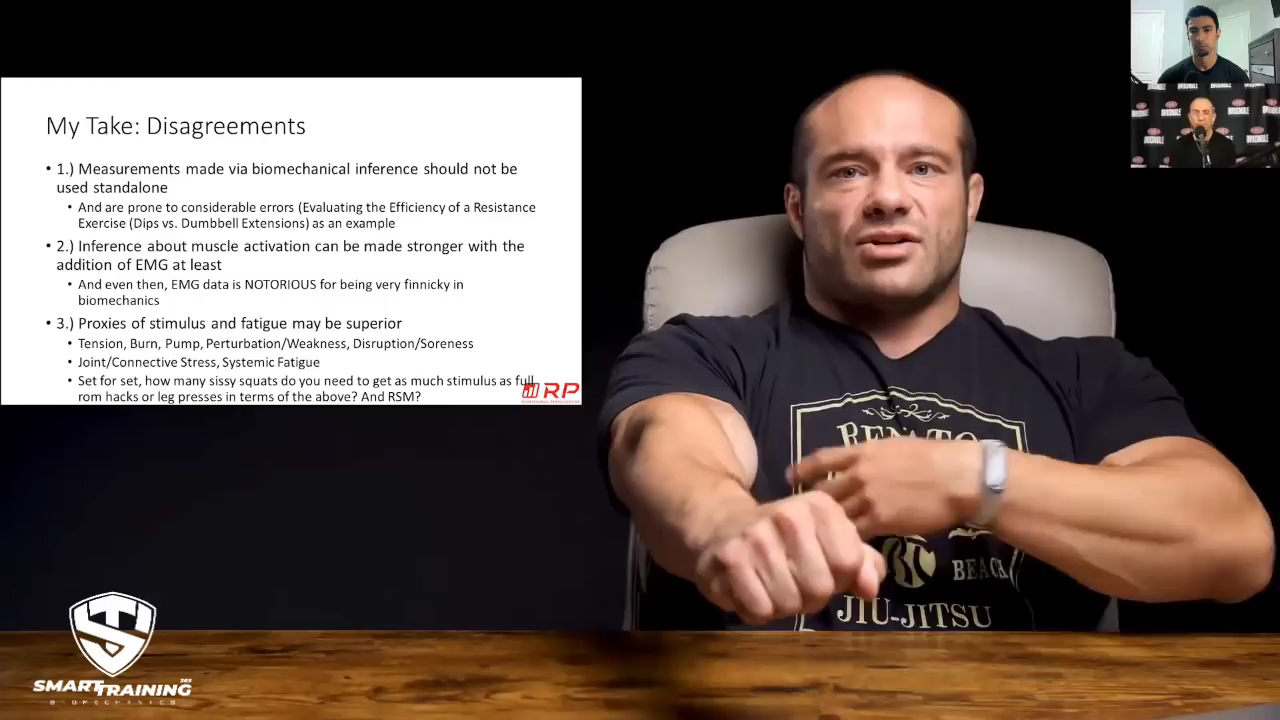 My Take: Disagreements
• 1.) Measurements made via biomechanical inference should not be
used standalone
• And are prone to considerable errors (Evaluating the Efficiency of a Resistance
Exercise (Dips vs. Dumbbell Extensions) as an example
• 2.) Inference about muscle activation can be made stronger with the
addition of EMG at least
• And even then, EMG data is NOTORIOUS for being very finnicky in
biomechanics
• 3.) Proxies of stimulus and fatigue may be superior
• Tension, Burn, Pump, Perturbation/Weakness, Disruption/Soreness
• Joint/Connective Stress, Systemic Fatigue
• Set for set, how many sissy squats do you need to get as much stimulus as full
rom hacks or leg presses in terms of the above? And RSM?
RP
BEACH
JIU-JITSU
SMART TRAINING 365
BIOMECHANICS